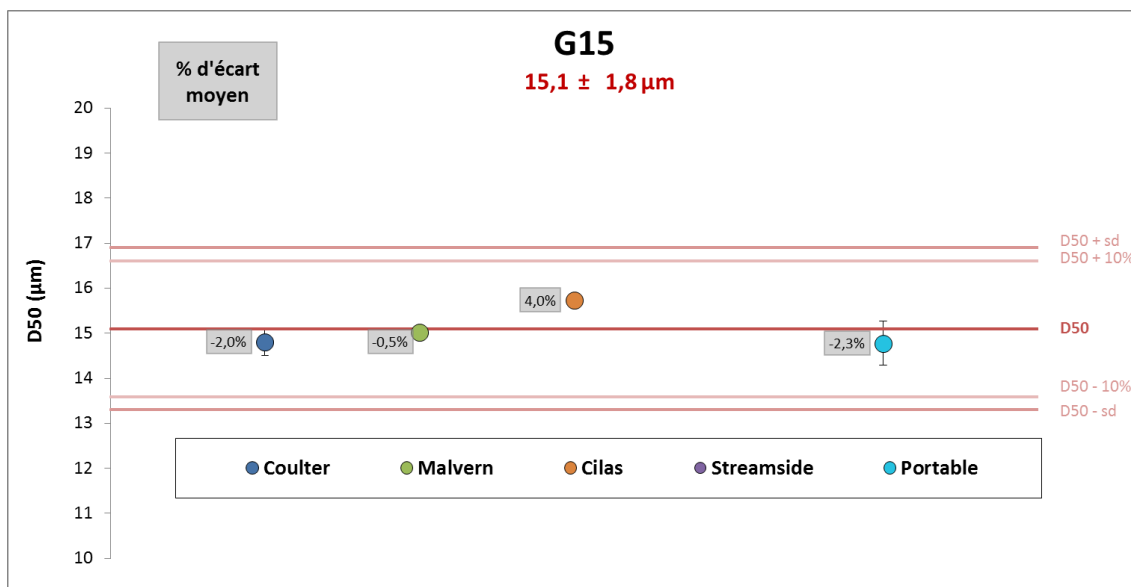 G15
15,1 ± 1,8 µm
% d'écart
moyen
D50 (µm)
20
19
18
17
16
15
14
13
12
11
10
D50 + sd
D50 + 10%
D50
D50 - 10%
D50 - sd
-2,0%
-0,5%
4,0%
-2,3%
Coulter Malvern Cilas Streamside Portable